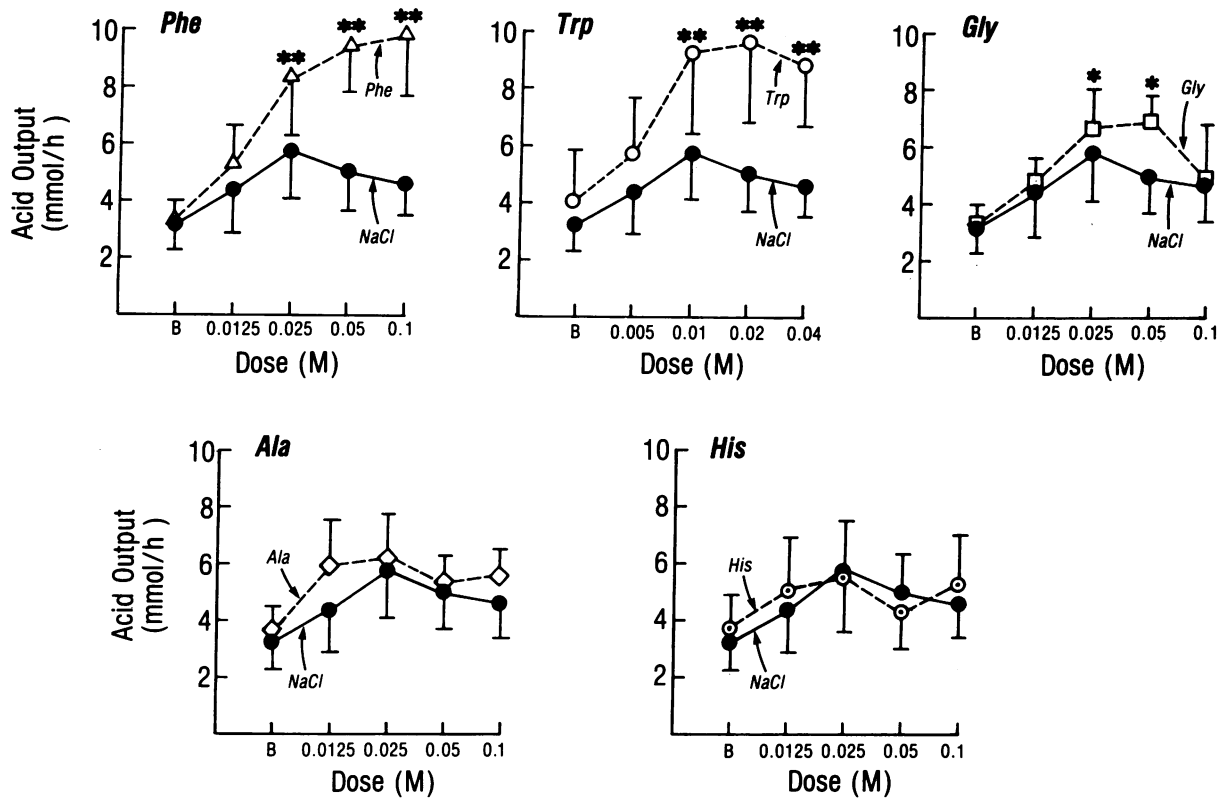 Phe
Acid Output
(mmol/h)
10
8
6
4
2
**
**
**
Phe
NaCl
B 0.0125 0.025 0.05 0.1
Dose (M)
Trp
10
8
6
4
2
**
**
**
Trp
NaCl
B 0.005 0.01 0.02 0.04
Dose (M)
Gly
10
8
6
4
2
*
*
Gly
NaCl
B 0.0125 0.025 0.05 0.1
Dose (M)
Ala
Acid Output
(mmol/h )
10
8
6
4
2
Ala
NaCl
B 0.0125 0.025 0.05 0.1
Dose (M)
His
10
8
6
4
2
His
NaCl
B 0.0125 0.025 0.05 0.1
Dose (M)